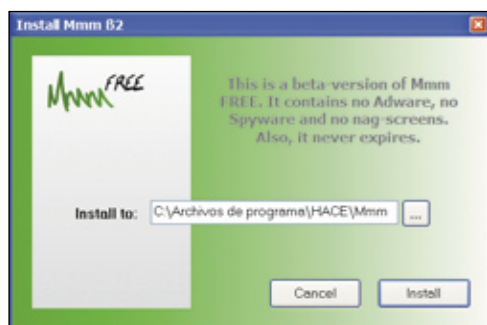 Install Mmm ß2
Mmm FREE
This is a beta-version of Mmm
FREE. It contains no Adware, no
Spyware and no nag-screens.
Also, it never expires.
Install to: C:\Archivos de programa\HACE\Mmm ...
Cancel Install